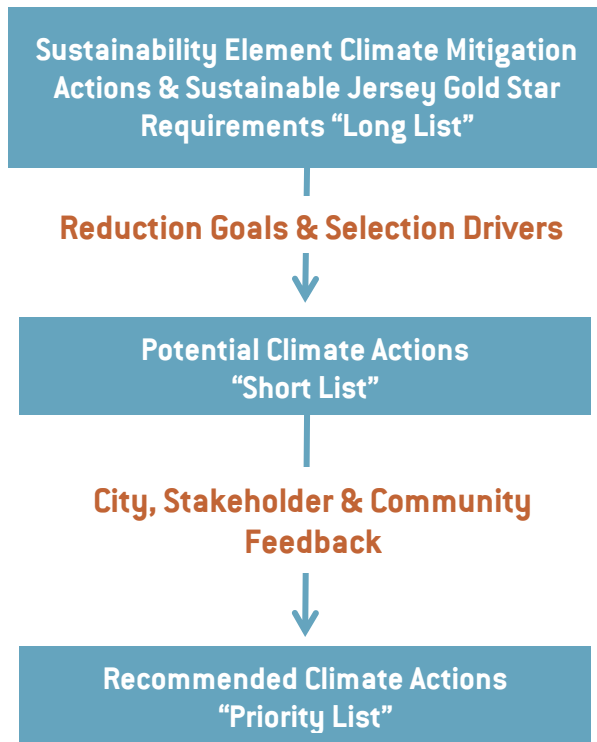 Sustainability Element Climate Mitigation
Actions & Sustainable Jersey Gold Star
Requirements “Long List”
Reduction Goals & Selection Drivers
Potential Climate Actions
“Short List”
City, Stakeholder & Community
Feedback
Recommended Climate Actions
“Priority List”